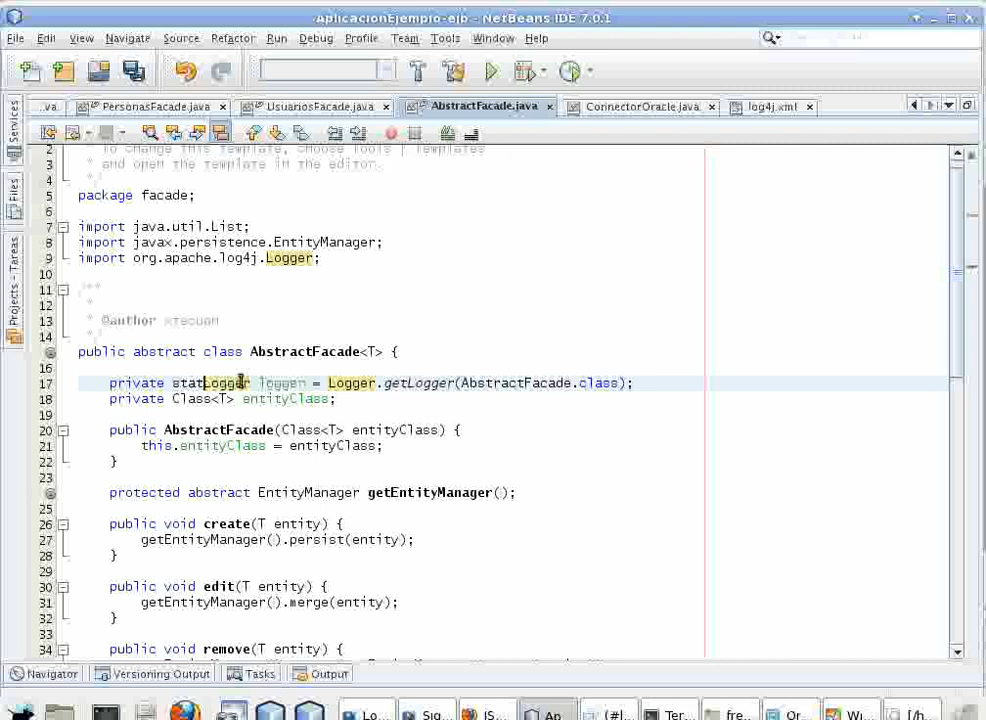 AplicacionEjemplo-ejb - NetBeans IDE 7.0.1
File Edit View Navigate Source Refactor Run Debug Profile Team Tools Window Help
...va PersonasFacade.java UsuariosFacade.java AbstractFacade.java ConnectorOracle.java log4j.xml
Services
Files
Projects - Tareas
2 * To change this template, choose Tools | Templates
3 * and open the template in the editor.
4 */
5 package facade;
6
7 import java.util.List;
8 import javax.persistence.EntityManager;
9 import org.apache.log4j.Logger;
10
11 /**
12 *
13 * @author xtecuan
14 */
public abstract class AbstractFacade<T> {
16
17 private statLogger logger = Logger.getLogger(AbstractFacade.class);
18 private Class<T> entityClass;
19
20 public AbstractFacade(Class<T> entityClass) {
21 this.entityClass = entityClass;
22 }
23
protected abstract EntityManager getEntityManager();
25
26 public void create(T entity) {
27 getEntityManager().persist(entity);
28 }
29
30 public void edit(T entity) {
31 getEntityManager().merge(entity);
32 }
33
34 public void remove(T entity) {
Navigator Versioning Output Tasks Output
Lo... Sig... [S... Ap (#[... Ter... fre... Or... Wi... [/h...